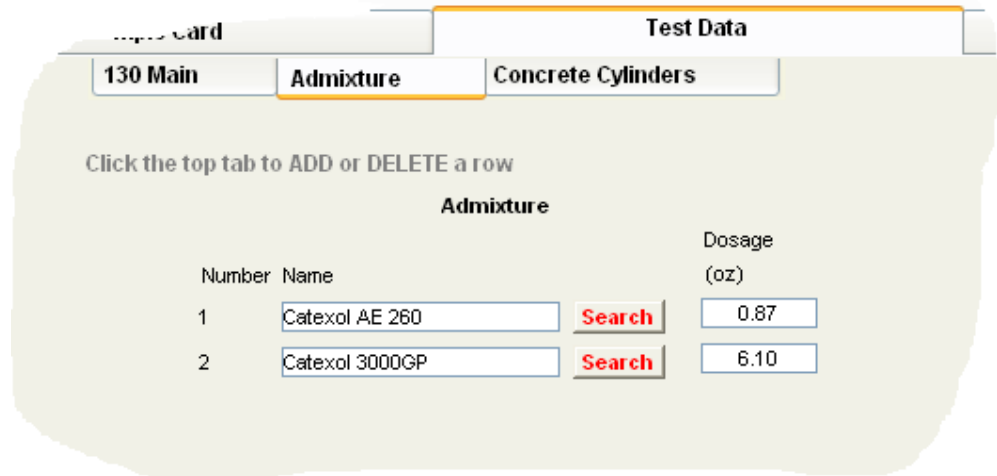 Card Test Data
130 Main Admixture Concrete Cylinders
Click the top tab to ADD or DELETE a row
Admixture
Dosage
Number Name (oz)
1 Catexol AE 260 Search 0.87
2 Catexol 3000GP Search 6.10